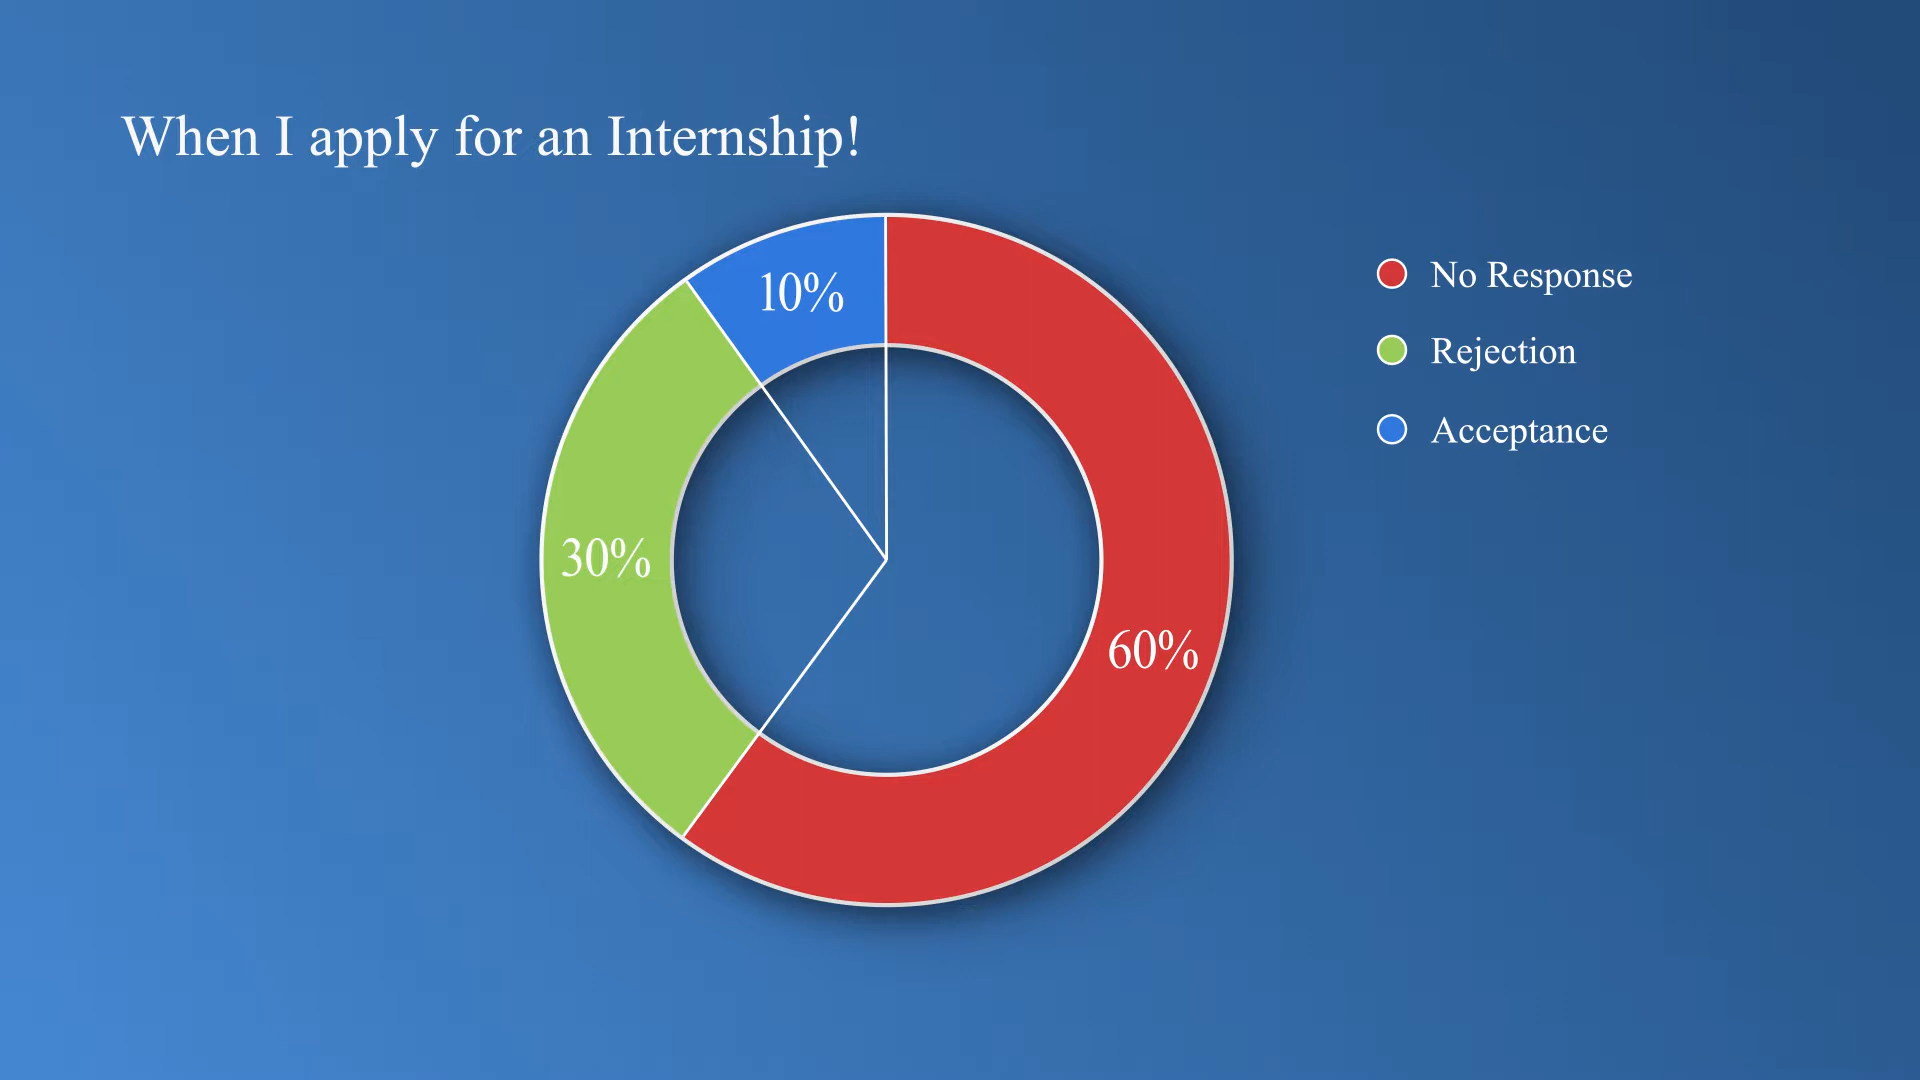 When I apply for an Internship!
10%
30%
60%
No Response
Rejection
Acceptance